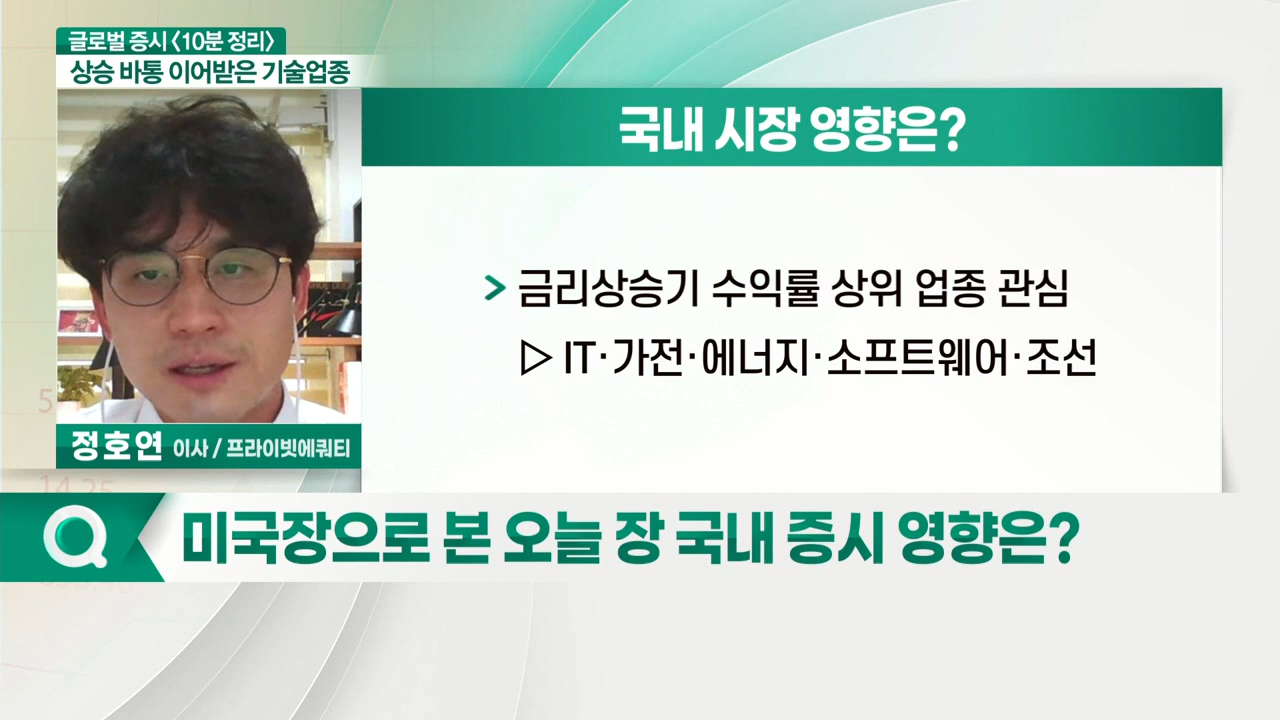 글로벌 증시 <10분 정리>
상승 바통 이어받은 기술업종
국내 시장 영향은?
> 금리상승기 수익률 상위 업종 관심
▷ IT·가전·에너지·소프트웨어·조선
정호연 이사 / 프라이빗에쿼티
Q 미국장으로 본 오늘 장 국내 증시 영향은?